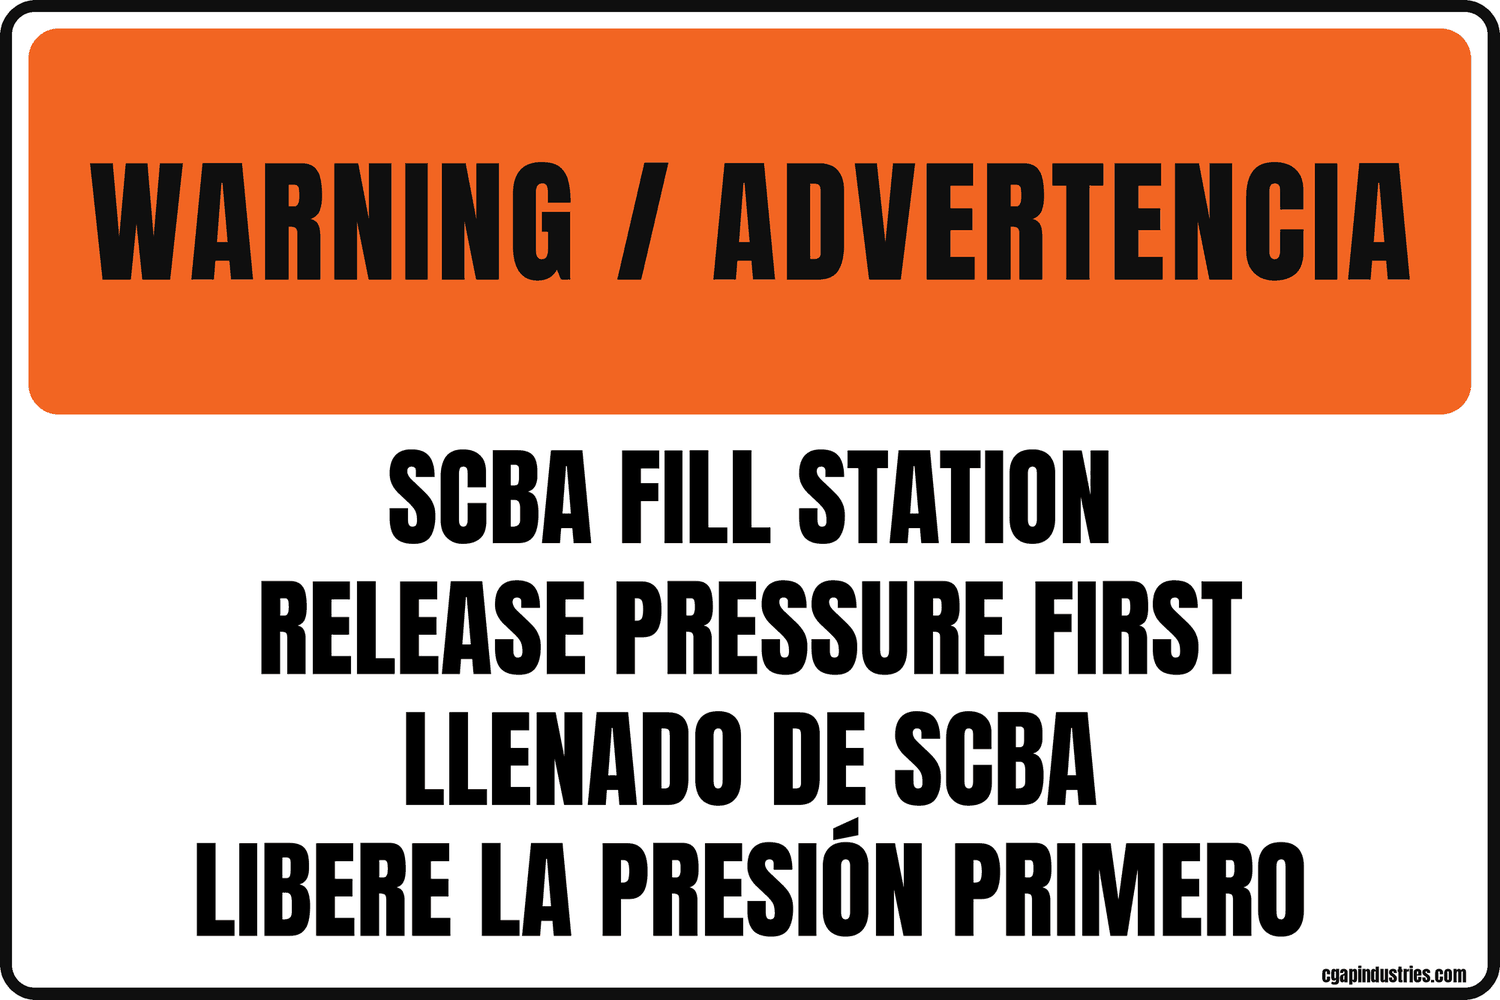 WARNING / ADVERTENCIA
SCBA FILL STATION
RELEASE PRESSURE FIRST
LLENADO DE SCBA
LIBERE LA PRESIÓN PRIMERO
cgapindustries.com